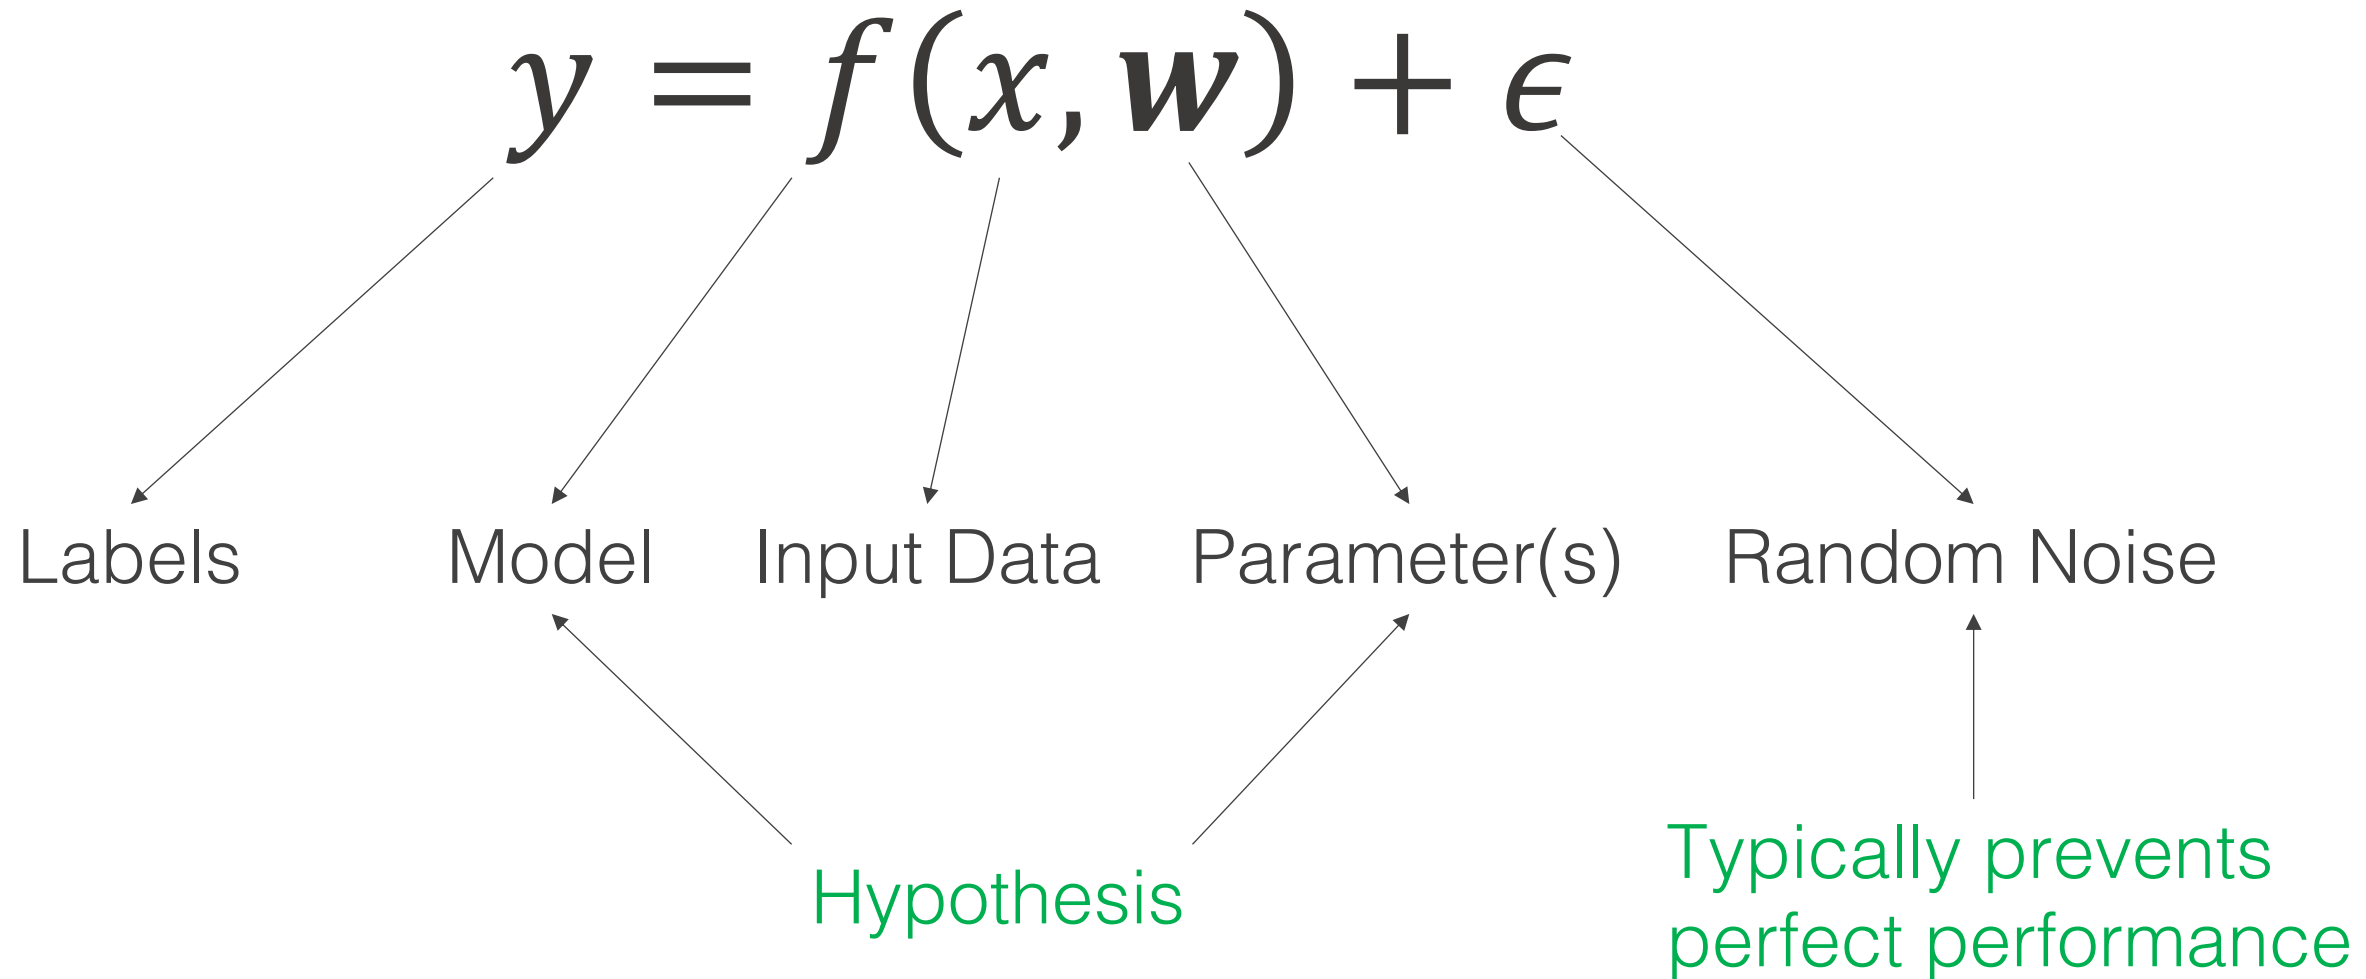 y = f(x, w) + ϵ
Labels Model Input Data Parameter(s) Random Noise
Hypothesis
Typically prevents
perfect performance